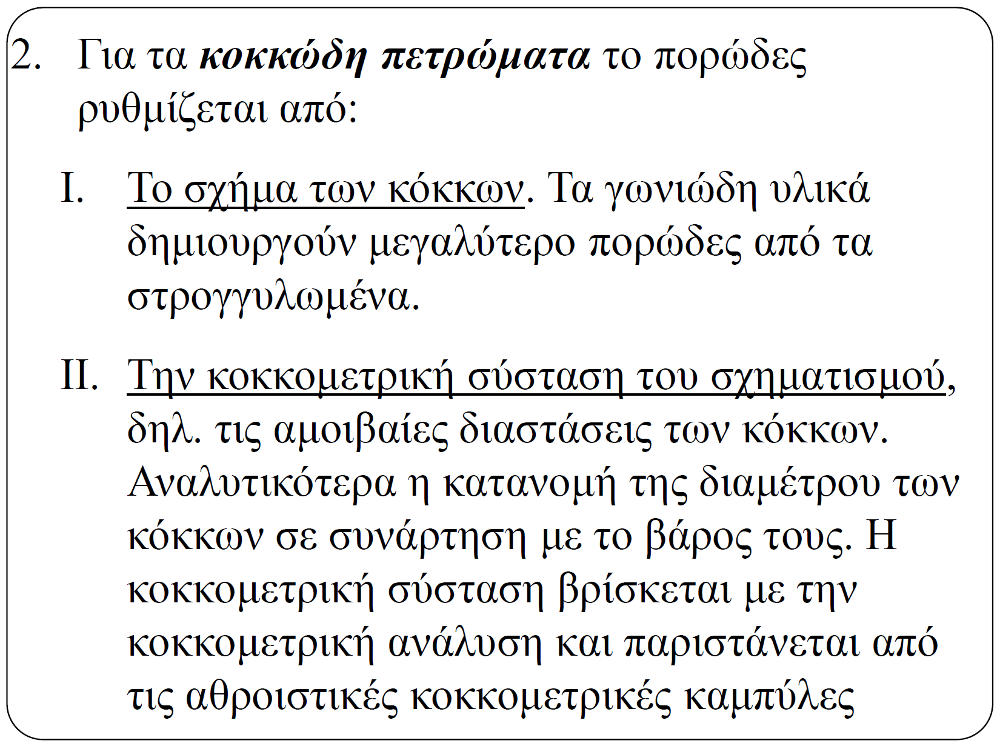 2. Για τα κοκκώδη πετρώματα το πορώδες
ρυθμίζεται από:
I. Το σχήμα των κόκκων. Τα γωνιώδη υλικά
δημιουργούν μεγαλύτερο πορώδες από τα
στρογγυλωμένα.
II. Την κοκκομετρική σύσταση του σχηματισμού,
δηλ. τις αμοιβαίες διαστάσεις των κόκκων.
Αναλυτικότερα η κατανομή της διαμέτρου των
κόκκων σε συνάρτηση με το βάρος τους. Η
κοκκομετρική σύσταση βρίσκεται με την
κοκκομετρική ανάλυση και παριστάνεται από
τις αθροιστικές κοκκομετρικές καμπύλες